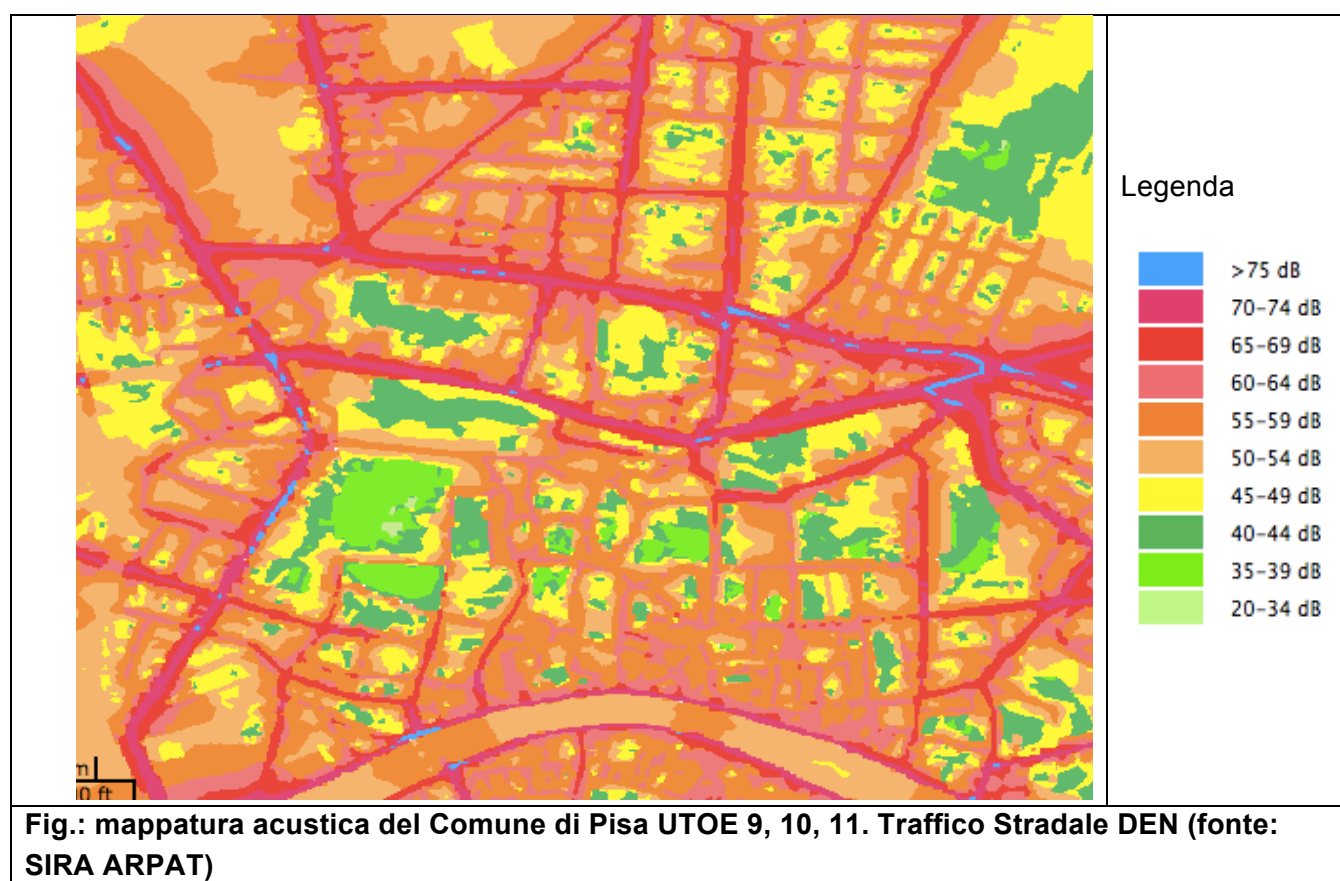 Legenda
>75 dB
70-74 dB
65-69 dB
60-64 dB
55-59 dB
50-54 dB
45-49 dB
40-44 dB
35-39 dB
20-34 dB
m
0 ft
Fig.: mappatura acustica del Comune di Pisa UTOE 9, 10, 11. Traffico Stradale DEN (fonte:
SIRA ARPAT)